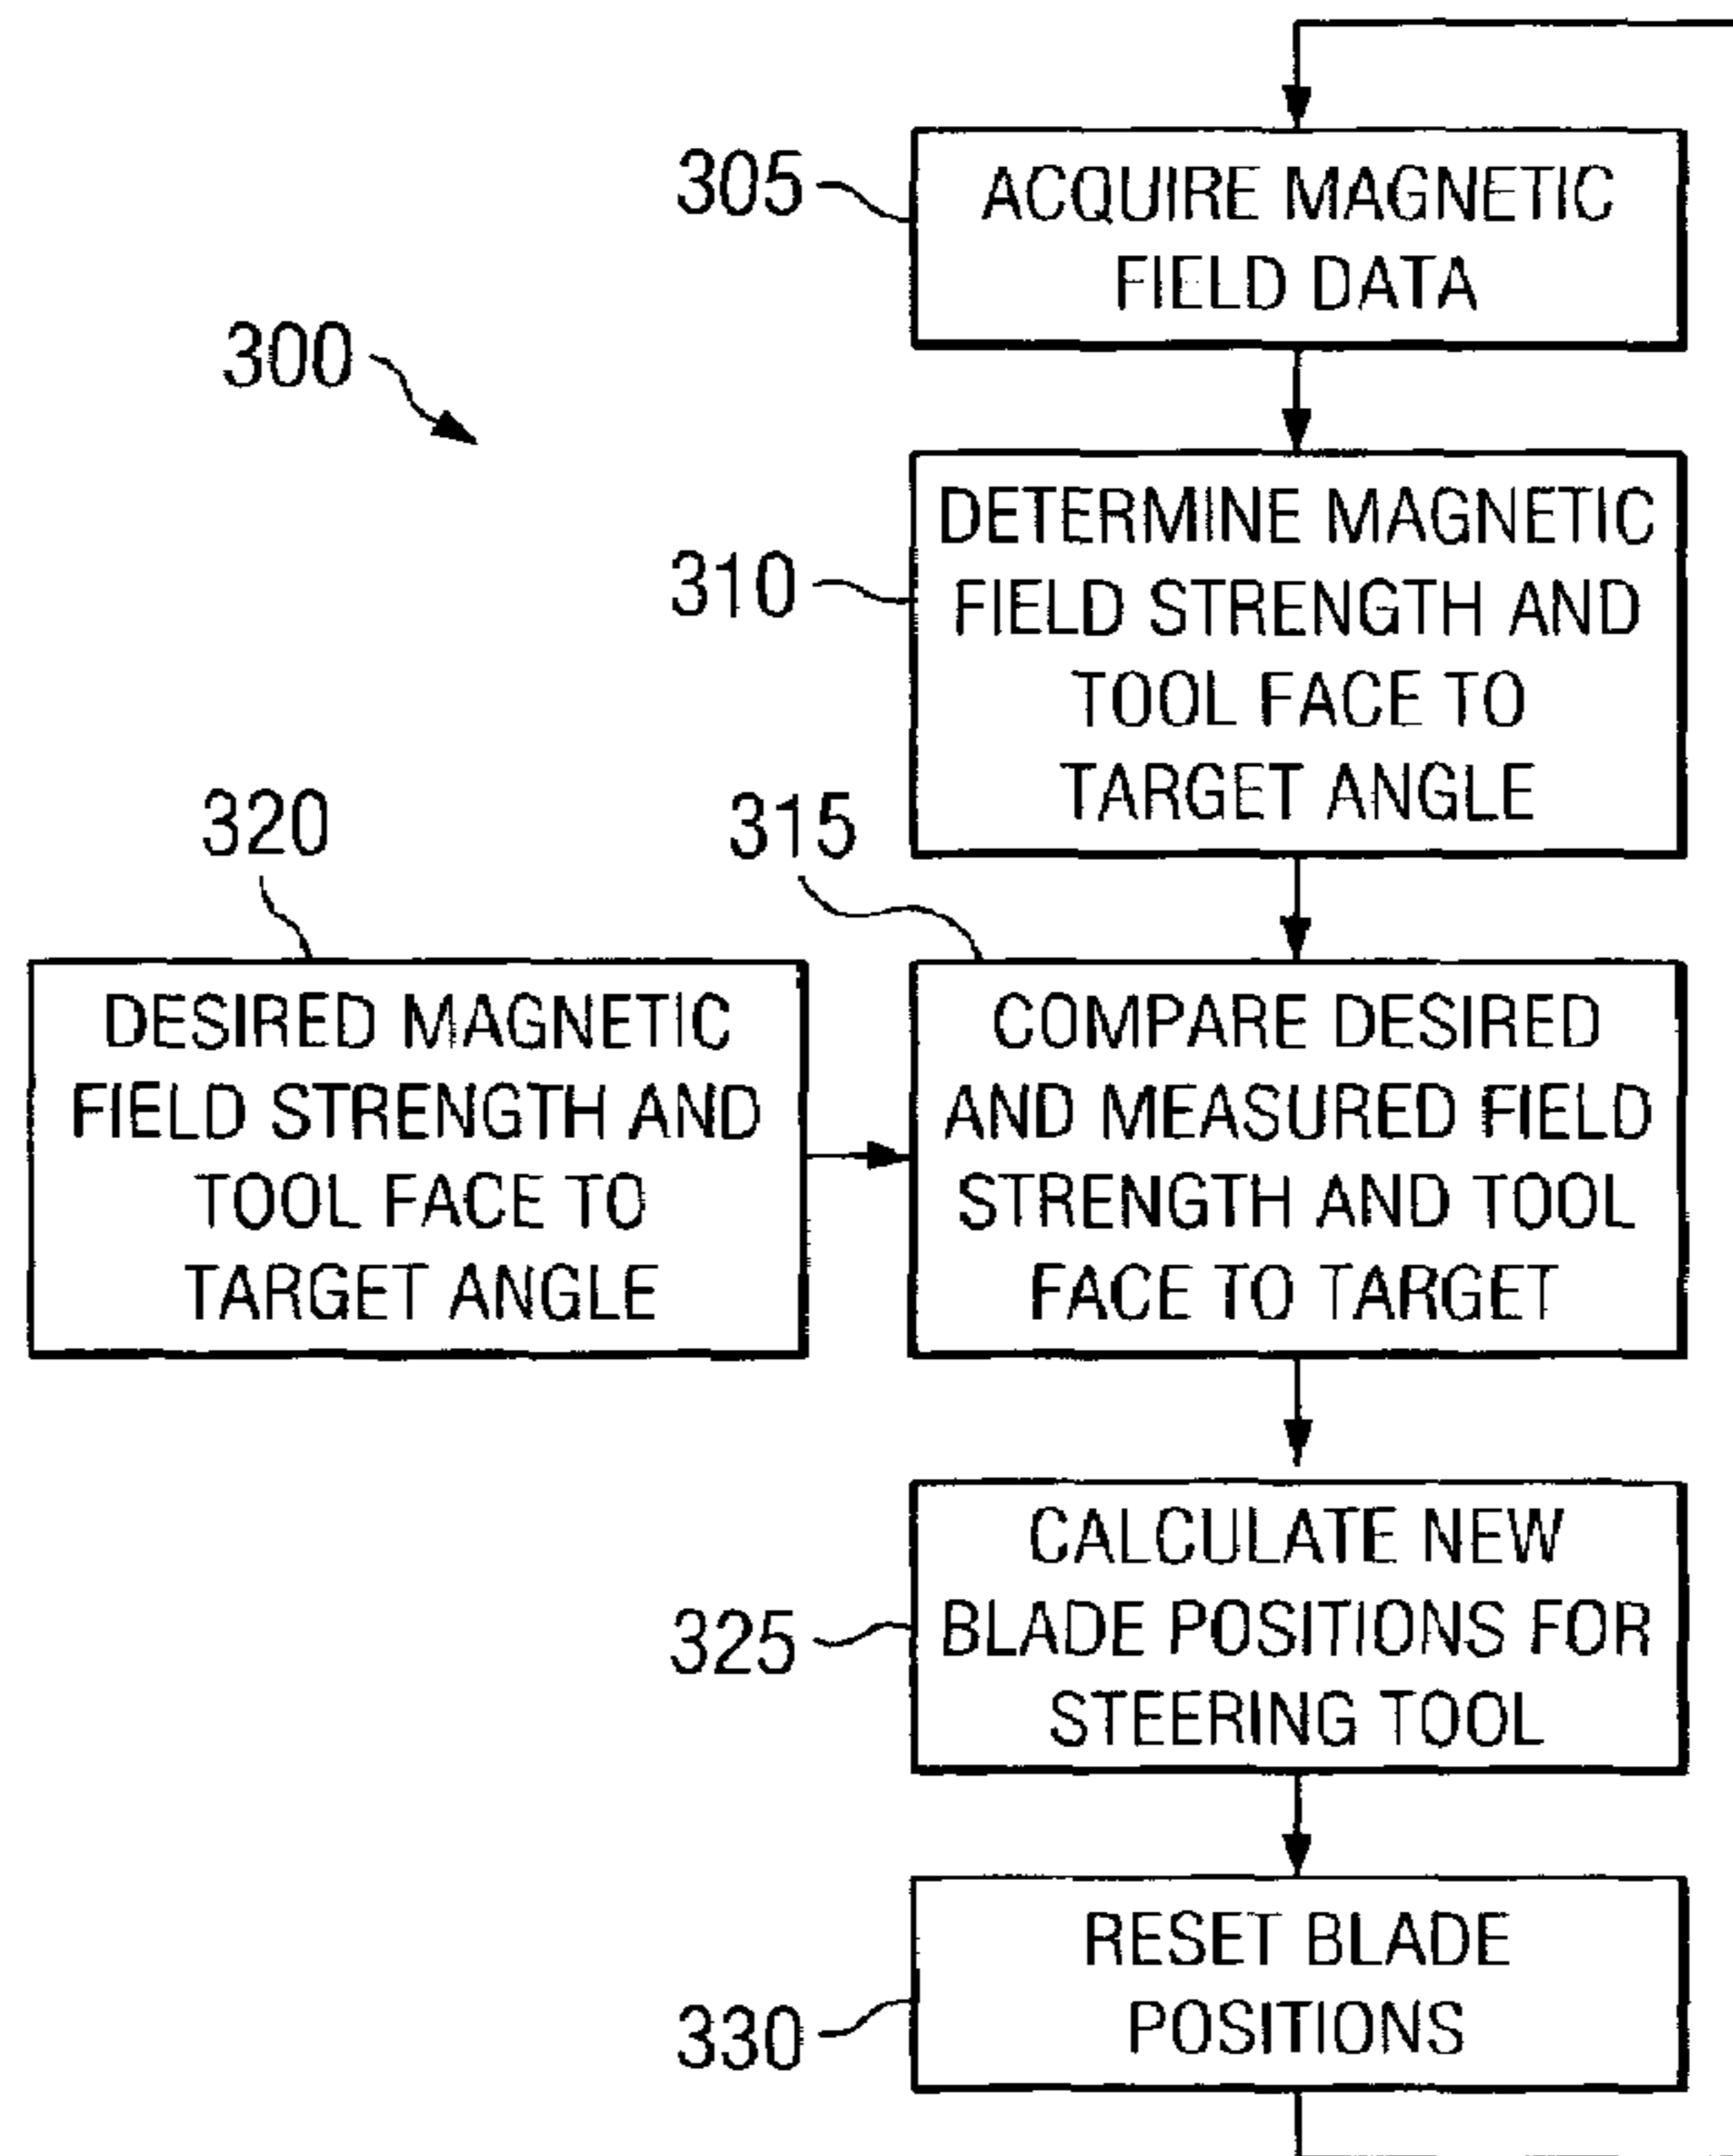 305
ACQUIRE MAGNETIC
FIELD DATA
300
310
DETERMINE MAGNETIC
FIELD STRENGTH AND
TOOL FACE TO
TARGET ANGLE
320
DESIRED MAGNETIC
FIELD STRENGTH AND
TOOL FACE TO
TARGET ANGLE
315
COMPARE DESIRED
AND MEASURED FIELD
STRENGTH AND TOOL
FACE TO TARGET
325
CALCULATE NEW
BLADE POSITIONS FOR
STEERING TOOL
330
RESET BLADE
POSITIONS